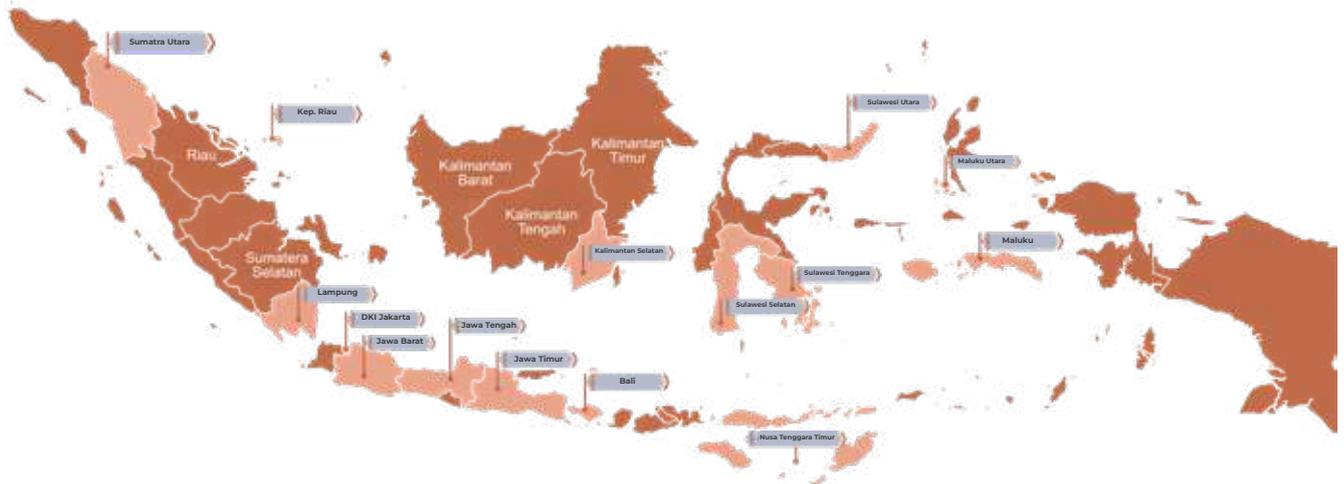 Sumatra Utara
Kep. Riau
Sulawesi Utara
Riau
Kalimantan
Barat
Kalimantan
Timur
Maluku Utara
Kalimantan
Tengah
Maluku
Kalimantan Selatan
Sumatera
Selatan
Sulawesi Tenggara
Lampung
Sulawesi Selatan
DKI Jakarta
Jawa Tengah
Jawa Barat
Jawa Timur
Bali
Nusa Tenggara Timur